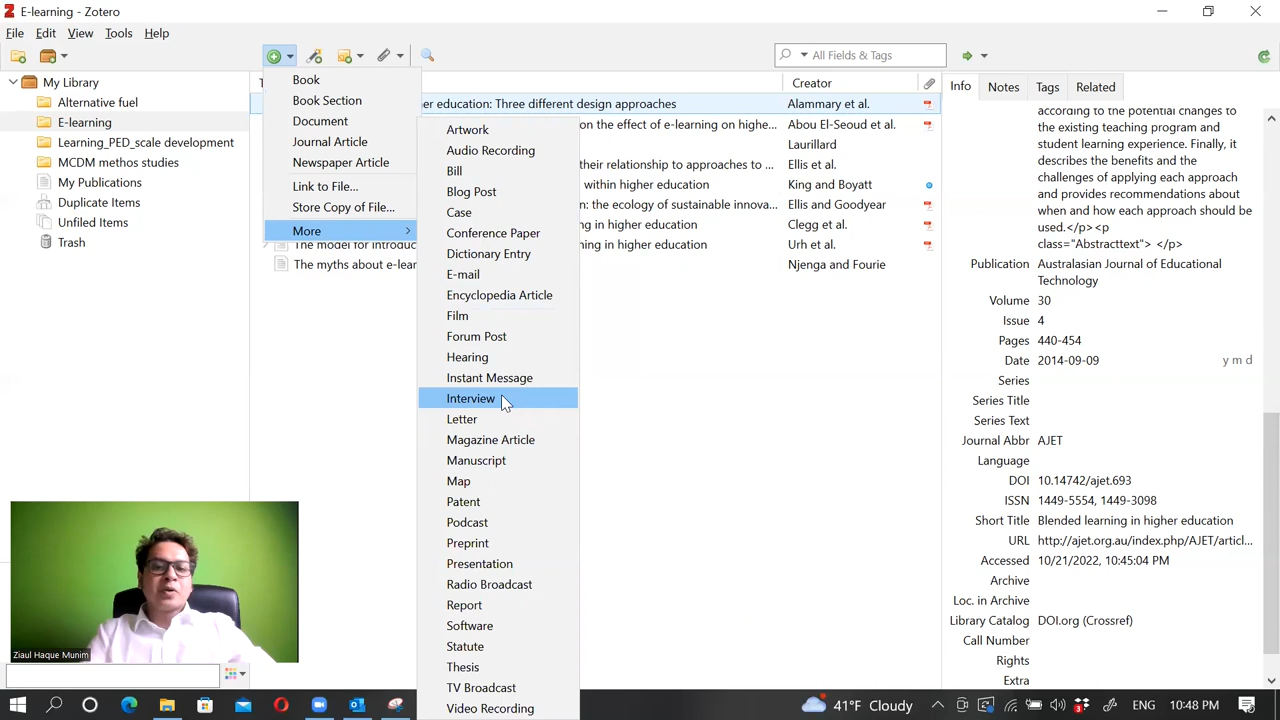 E-learning - Zotero
File Edit View Tools Help
All Fields & Tags
My Library
Alternative fuel
E-learning
Learning_PED_scale development
MCDM methos studies
My Publications
Duplicate Items
Unfiled Items
Trash
Book
Book Section
Document
Journal Article
Newspaper Article
Link to File...
Store Copy of File...
More
Artwork
Audio Recording
Bill
Blog Post
Case
Conference Paper
Dictionary Entry
E-mail
Encyclopedia Article
Film
Forum Post
Hearing
Instant Message
Interview
Letter
Magazine Article
Manuscript
Map
Patent
Podcast
Preprint
Presentation
Radio Broadcast
Report
Software
Statute
Thesis
TV Broadcast
Video Recording
Creator
er education: Three different design approaches Alammary et al.
on the effect of e-learning on highe... Abou El-Seoud et al.
Laurillard
heir relationship to approaches to ... Ellis et al.
within higher education King and Boyatt
n: the ecology of sustainable innova... Ellis and Goodyear
ng in higher education Clegg et al.
The model for introduc ning in higher education Urh et al.
The myths about e-lear Njenga and Fourie
Info Notes Tags Related
according to the potential changes to
the existing teaching program and
student learning experience. Finally, it
describes the benefits and the
challenges of applying each approach
and provides recommendations about
when and how each approach should be
used.</p><p
class="Abstracttext"> </p>
Publication Australasian Journal of Educational
Technology
Volume 30
Issue 4
Pages 440-454
Date 2014-09-09 y m d
Series
Series Title
Series Text
Journal Abbr AJET
Language
DOI 10.14742/ajet.693
ISSN 1449-5554, 1449-3098
Short Title Blended learning in higher education
URL http://ajet.org.au/index.php/AJET/articl...
Accessed 10/21/2022, 10:45:04 PM
Archive
Loc. in Archive
Library Catalog DOI.org (Crossref)
Call Number
Rights
Extra
Ziaul Haque Munim
41°F Cloudy
ENG
10:48 PM